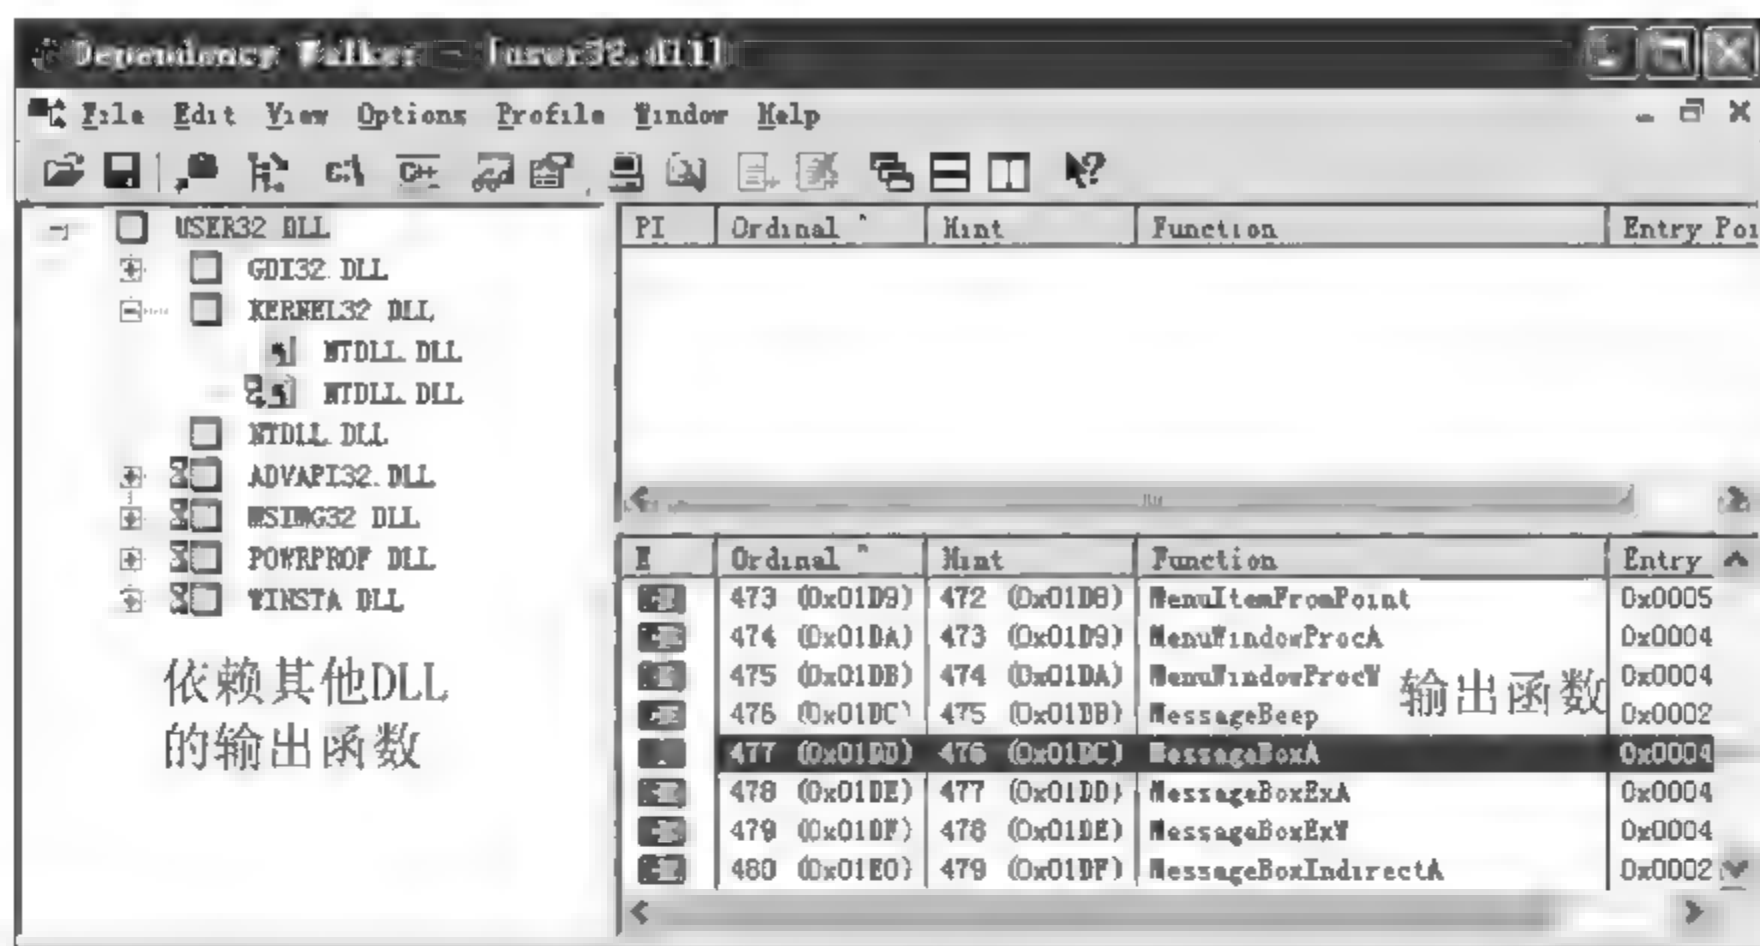 Dependency Walker - [user32.dll]
File Edit View Options Profile Window Help
C:\ C++
USER32.DLL
GDI32.DLL
KERNEL32.DLL
NTDLL.DLL
NTDLL.DLL
NTDLL.DLL
ADVAPI32.DLL
MSIMG32.DLL
POWRPROF.DLL
WINSTA.DLL
依赖其他DLL
的输出函数
PI Ordinal ^ Hint Function Entry Poi
E Ordinal ^ Hint Function Entry
473 (0x01D9) 472 (0x01D8) MenuItemFromPoint 0x0005
474 (0x01DA) 473 (0x01D9) MenuWindowProcA 0x0004
475 (0x01DB) 474 (0x01DA) MenuWindowProcW 0x0004
476 (0x01DC) 475 (0x01DB) MessageBeep 0x0002
477 (0x01DD) 476 (0x01DC) MessageBoxA 0x0004
478 (0x01DE) 477 (0x01DD) MessageBoxExA 0x0004
479 (0x01DF) 478 (0x01DE) MessageBoxExW 0x0004
480 (0x01E0) 479 (0x01DF) MessageBoxIndirectA 0x0002
输出函数